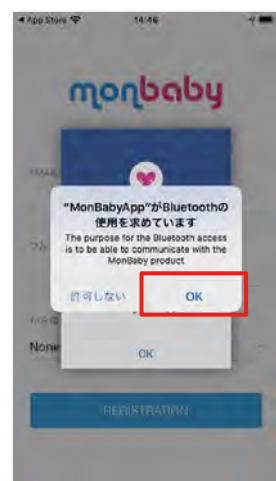 App Store
14:46
monbaby
"MonBabyApp"がBluetoothの
使用を求めています
The purpose for the Bluetooth access
is to be able to communicate with the
MonBaby product
許可しない
OK
None
OK
REGISTRATION